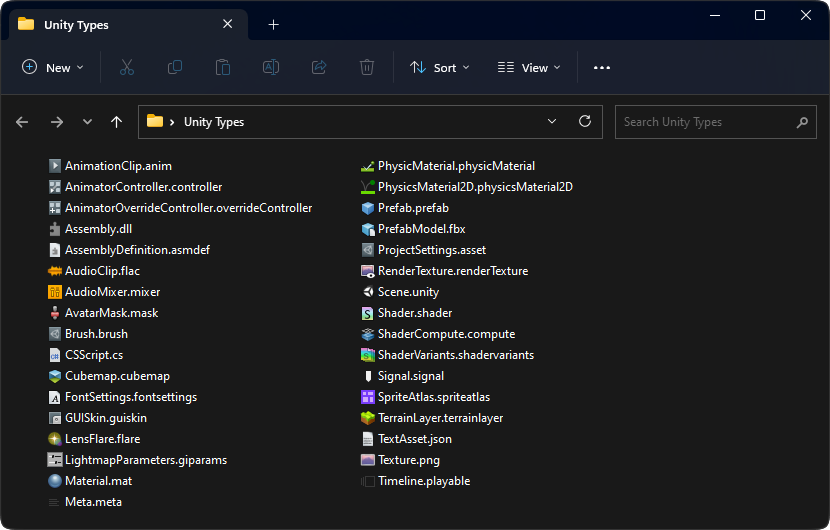 Unity Types
New
Sort
View
Unity Types
Search Unity Types
AnimationClip.anim
AnimatorController.controller
AnimatorOverrideController.overrideController
Assembly.dll
AssemblyDefinition.asmdef
AudioClip.flac
AudioMixer.mixer
AvatarMask.mask
Brush.brush
CSScript.cs
Cubemap.cubemap
FontSettings.fontsettings
GUISkin.guiskin
LensFlare.flare
LightmapParameters.giparams
Material.mat
Meta.meta
PhysicMaterial.physicMaterial
PhysicsMaterial2D.physicsMaterial2D
Prefab.prefab
PrefabModel.fbx
ProjectSettings.asset
RenderTexture.renderTexture
Scene.unity
Shader.shader
ShaderCompute.compute
ShaderVariants.shadervariants
Signal.signal
SpriteAtlas.spriteatlas
TerrainLayer.terrainlayer
TextAsset.json
Texture.png
Timeline.playable